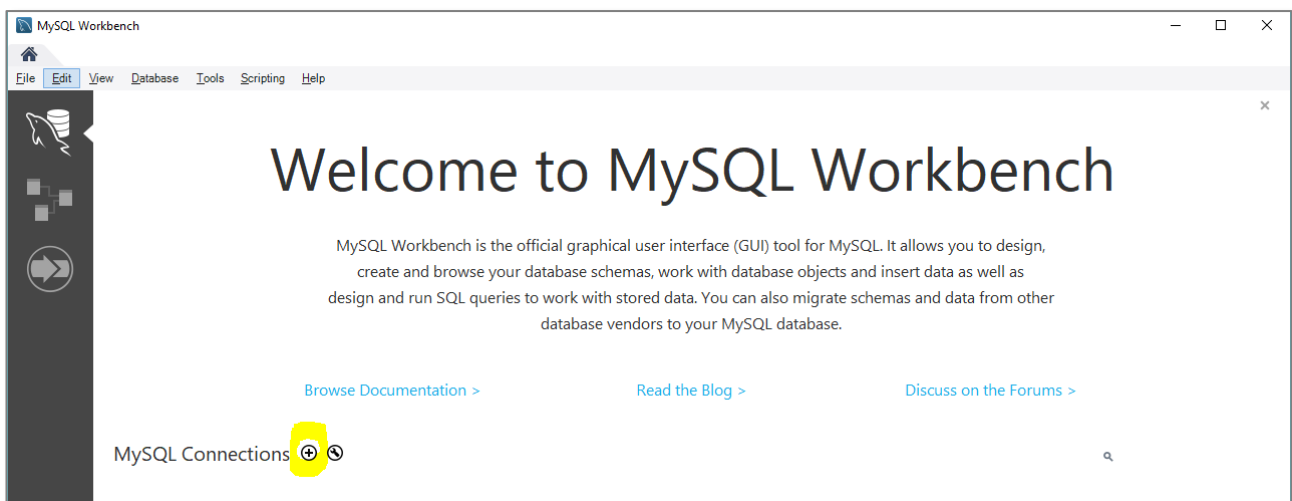 MySQL Workbench
File Edit View Database Tools Scripting Help
Welcome to MySQL Workbench
MySQL Workbench is the official graphical user interface (GUI) tool for MySQL. It allows you to design,
create and browse your database schemas, work with database objects and insert data as well as
design and run SQL queries to work with stored data. You can also migrate schemas and data from other
database vendors to your MySQL database.
Browse Documentation > Read the Blog > Discuss on the Forums >
MySQL Connections